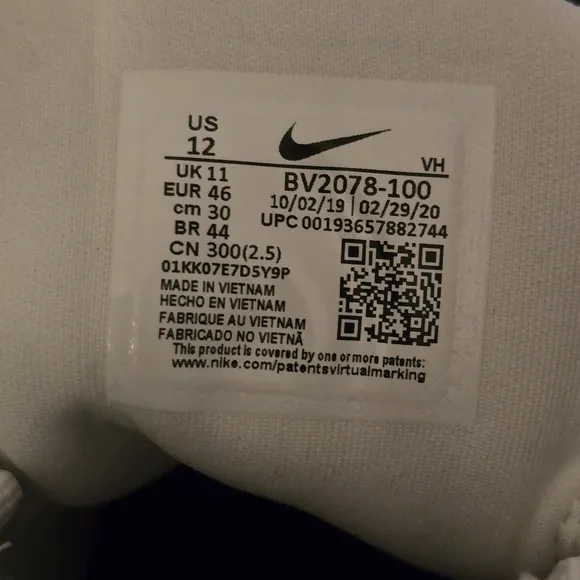 US
12
VH
UK 11
BV2078-100
EUR 46
10/02/19 | 02/29/20
cm 30
UPC 00193657882744
BR 44
CN 300(2.5)
01KK07E7D5Y9P
MADE IN VIETNAM
HECHO EN VIETNAM
FABRIQUE AU VIETNAM
FABRICADO NO VIETNÃ
This product is covered by one or more patents:
www.nike.com/patentsvirtualmarking